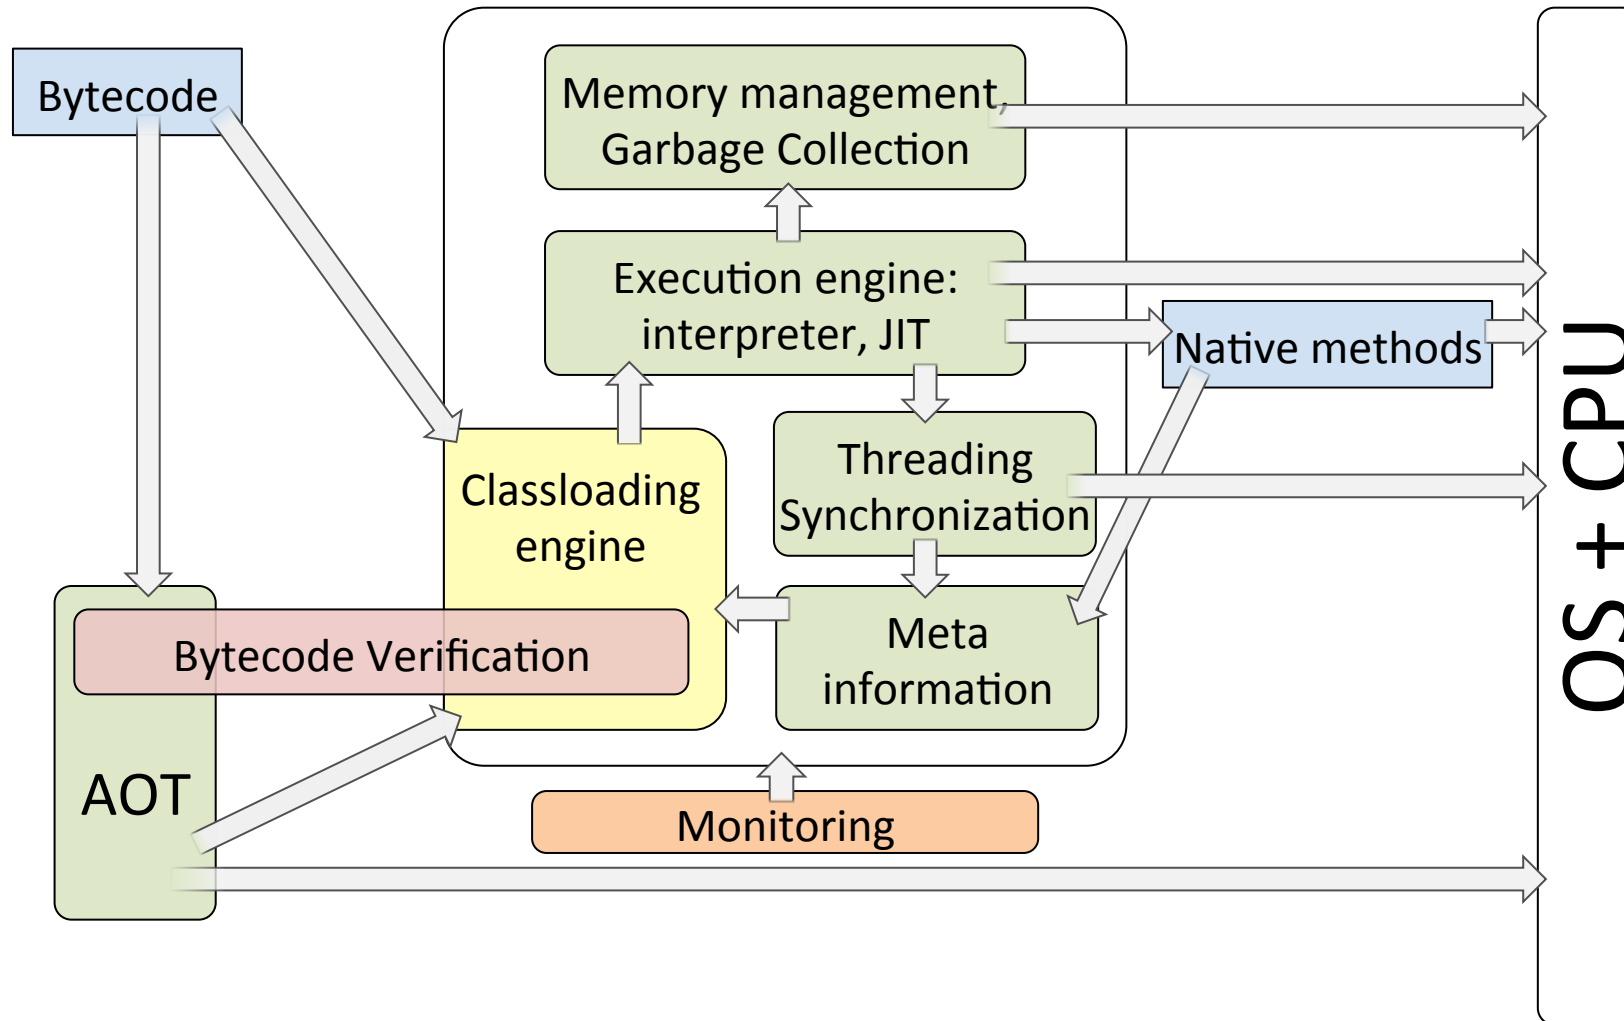 Bytecode
Memory management,
Garbage Collection
Execution engine:
interpreter, JIT
Native methods
Threading
Synchronization
Classloading
engine
Bytecode Verification
Meta
information
AOT
Monitoring
OS + CPU